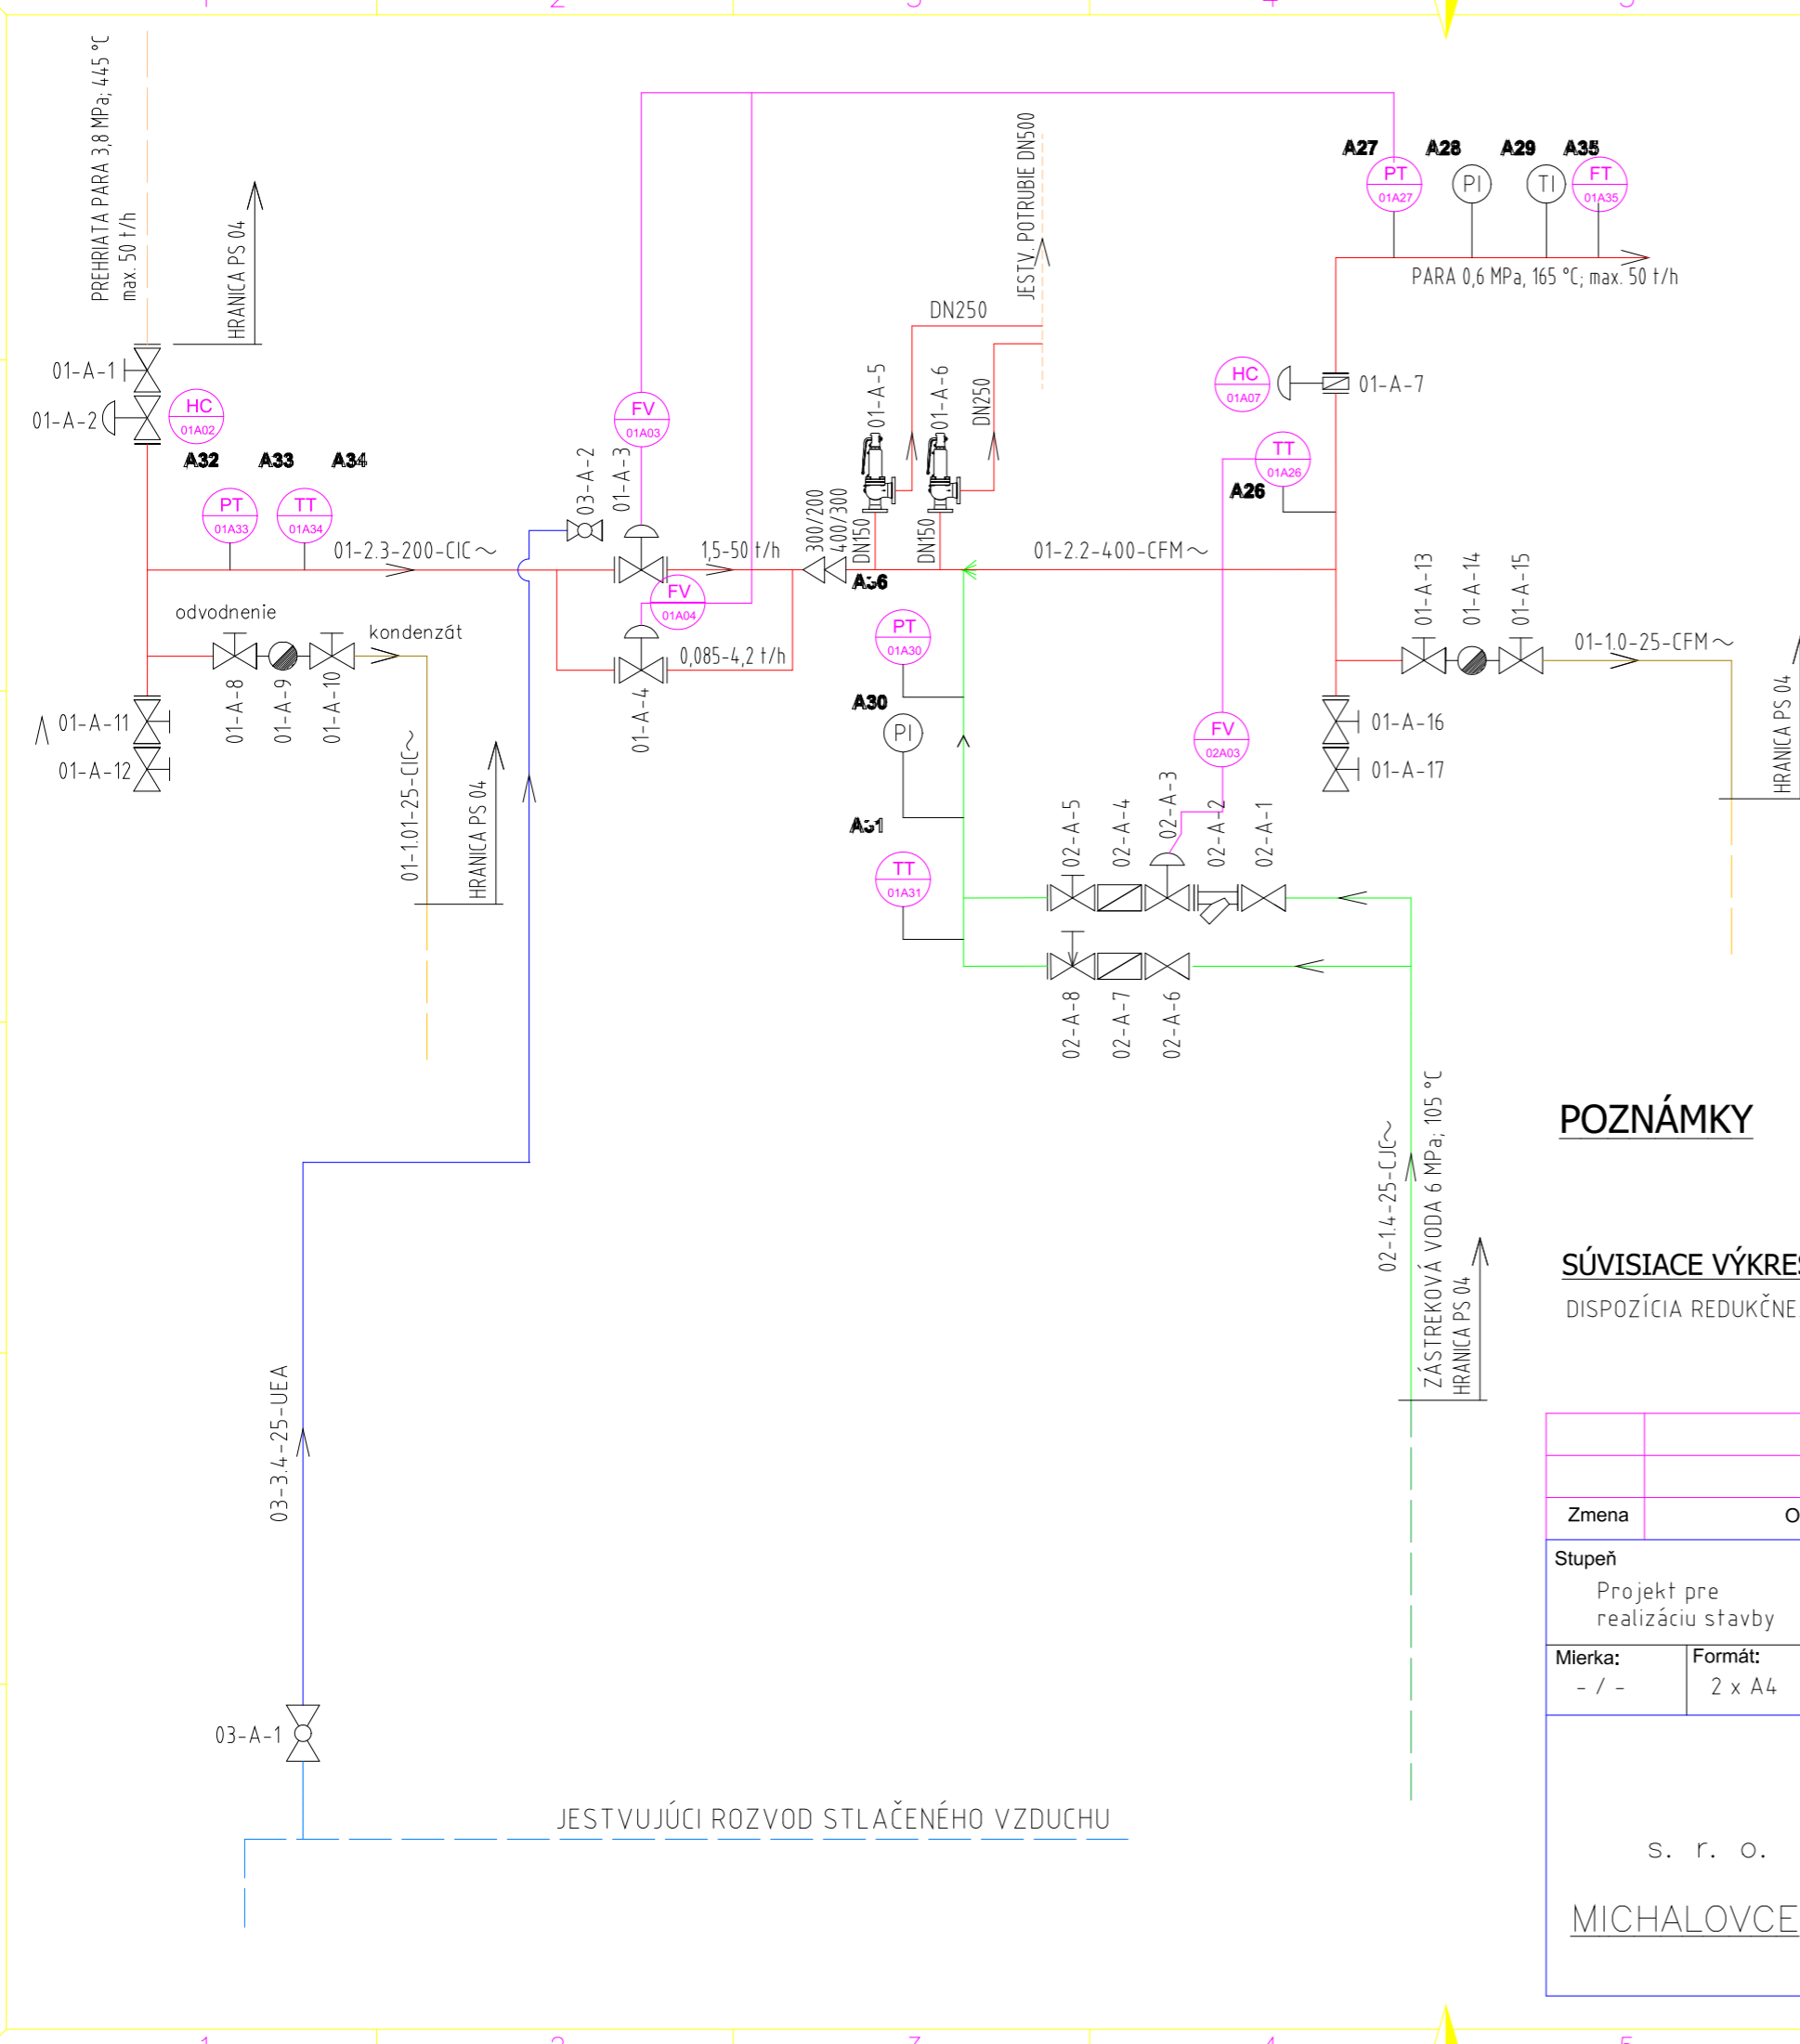 1
2
3
4
PREHRIATA PARA 3,8 MPa; 445 °C
max. 50 t/h
HRANICA PS 04
01-A-1
01-A-2
HC
01A02
A32
A33
A34
PT
01A33
TT
01A34
01-2.3-200-CIC~
odvodnenie
kondenzát
01-A-8
01-A-9
01-A-10
01-A-11
01-A-12
01-1.01-25-CIC~
HRANICA PS 04
FV
01A03
03-A-2
01-A-3
1,5-50 t/h
FV
01A04
0,085-4,2 t/h
01-A-4
300/200
400/300
DN150
DN150
01-A-5
01-A-6
DN250
DN250
JESTV. POTRUBIE DN500
01-2.2-400-CFM~
PT
01A30
A30
PI
TT
01A31
A27
A28
A29
A35
PT
01A27
PI
TI
FT
01A35
PARA 0,6 MPa, 165 °C; max. 50 t/h
HC
01A07
01-A-7
TT
01A26
A26
01-A-13
01-A-14
01-A-15
01-1.0-25-CFM~
HRANICA PS 04
01-A-16
01-A-17
FV
02A03
02-A-5
02-A-4
02-A-3
02-A-2
02-A-1
02-A-8
02-A-7
02-A-6
02-1.4-25-CJC~
ZÁSTREKOVÁ VODA 6 MPa; 105 °C
HRANICA PS 04
03-3.4-25-UEA
03-A-1
JESTVUJÚCI ROZVOD STLAČENÉHO VZDUCHU
POZNÁMKY
SÚVISIACE VÝKRES
DISPOZÍCIA REDUKČNE
Zmena
O
Stupeň
Projekt pre
realizáciu stavby
Mierka:
- / -
Formát:
2 x A4
s. r. o.
MICHALOVCE